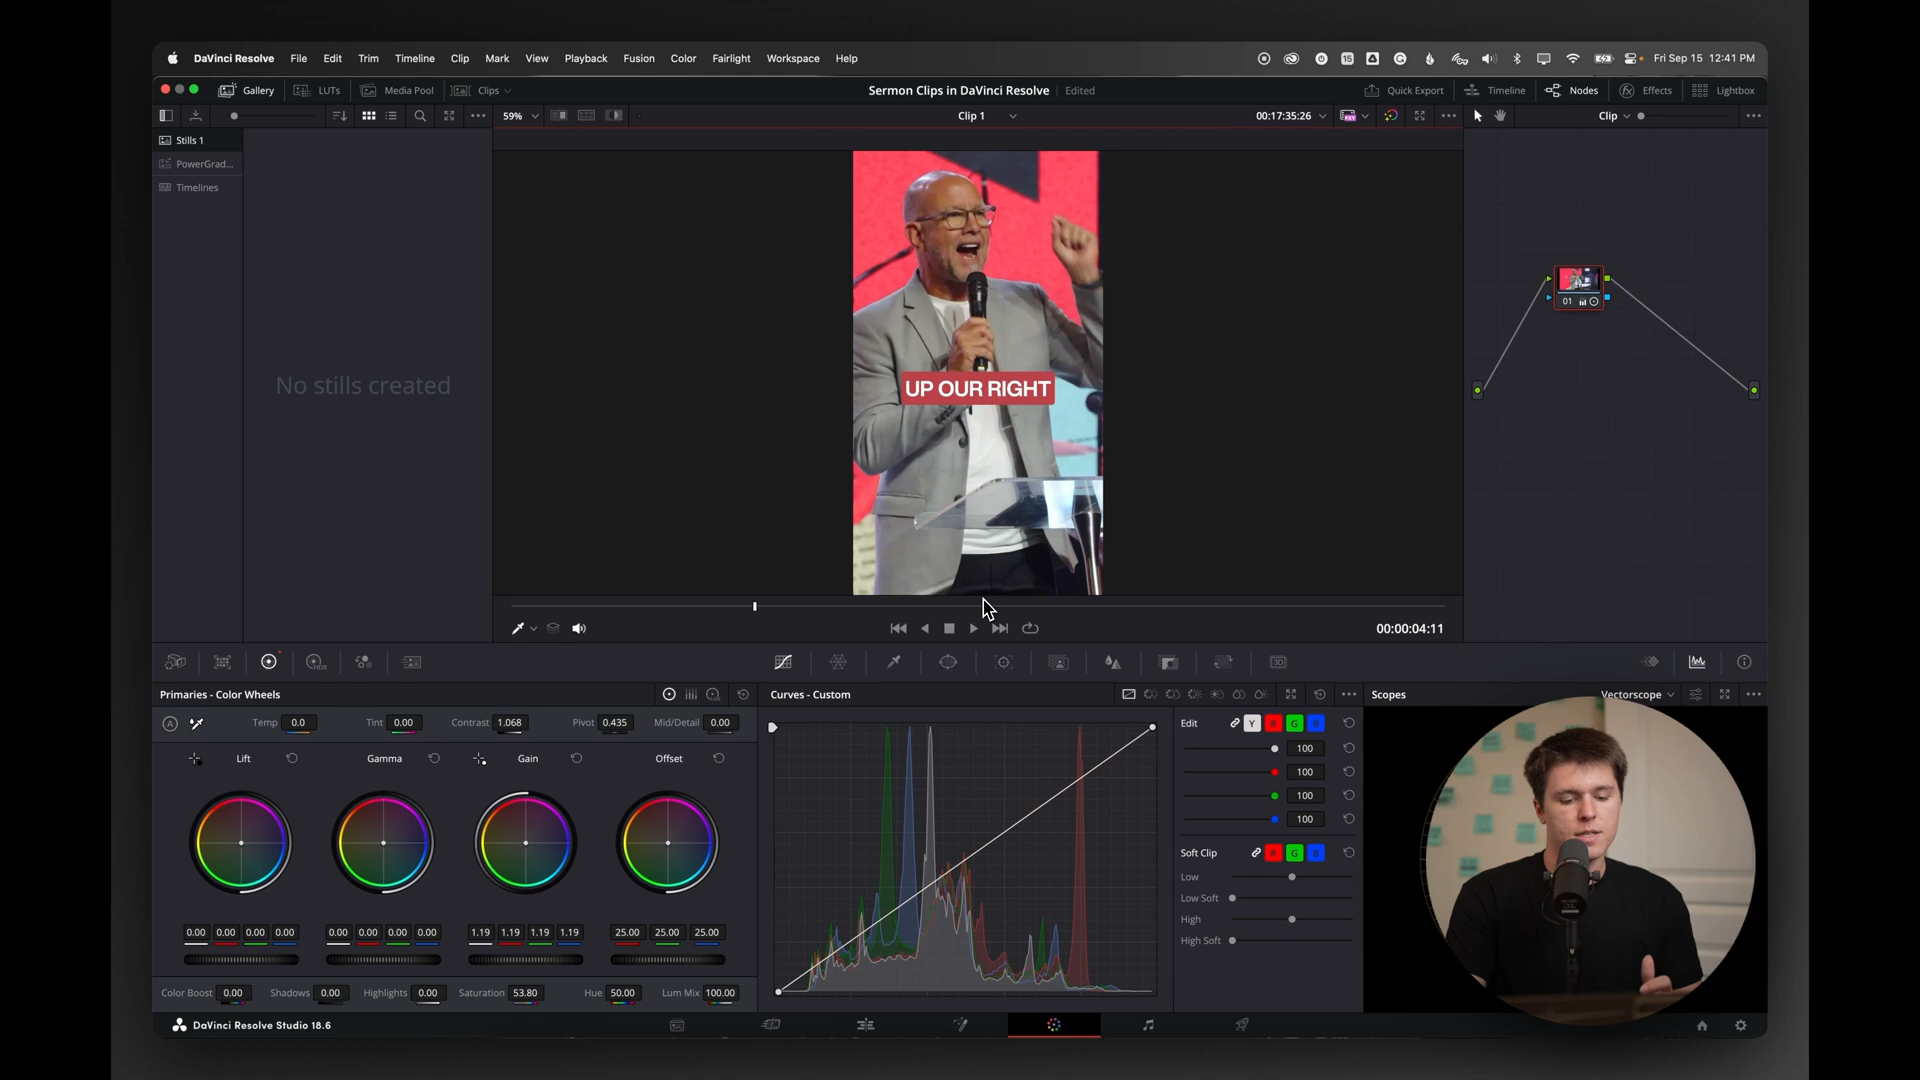 DaVinci Resolve File Edit Trim Timeline Clip Mark View Playback Fusion Color Fairlight Workspace Help 15 Fri Sep 15 12:41 PM
Gallery LUTs Media Pool Clips Sermon Clips in DaVinci Resolve Edited Quick Export Timeline Nodes Effects Lightbox
59% Clip 1 00:17:35:26 Clip
Stills 1
PowerGrad...
Timelines
No stills created
UP OUR RIGHT
01
00:00:04:11
Primaries - Color Wheels Curves - Custom Scopes Vectorscope
A Temp 0.0 Tint 0.00 Contrast 1.068 Pivot 0.435 Mid/Detail 0.00 Edit Y R G B
Lift Gamma Gain Offset
100
100
100
100
Soft Clip R G B
Low
Low Soft
High
High Soft
0.00 0.00 0.00 0.00 0.00 0.00 0.00 0.00 1.19 1.19 1.19 1.19 25.00 25.00 25.00
Color Boost 0.00 Shadows 0.00 Highlights 0.00 Saturation 53.80 Hue 50.00 Lum Mix 100.00
DaVinci Resolve Studio 18.6